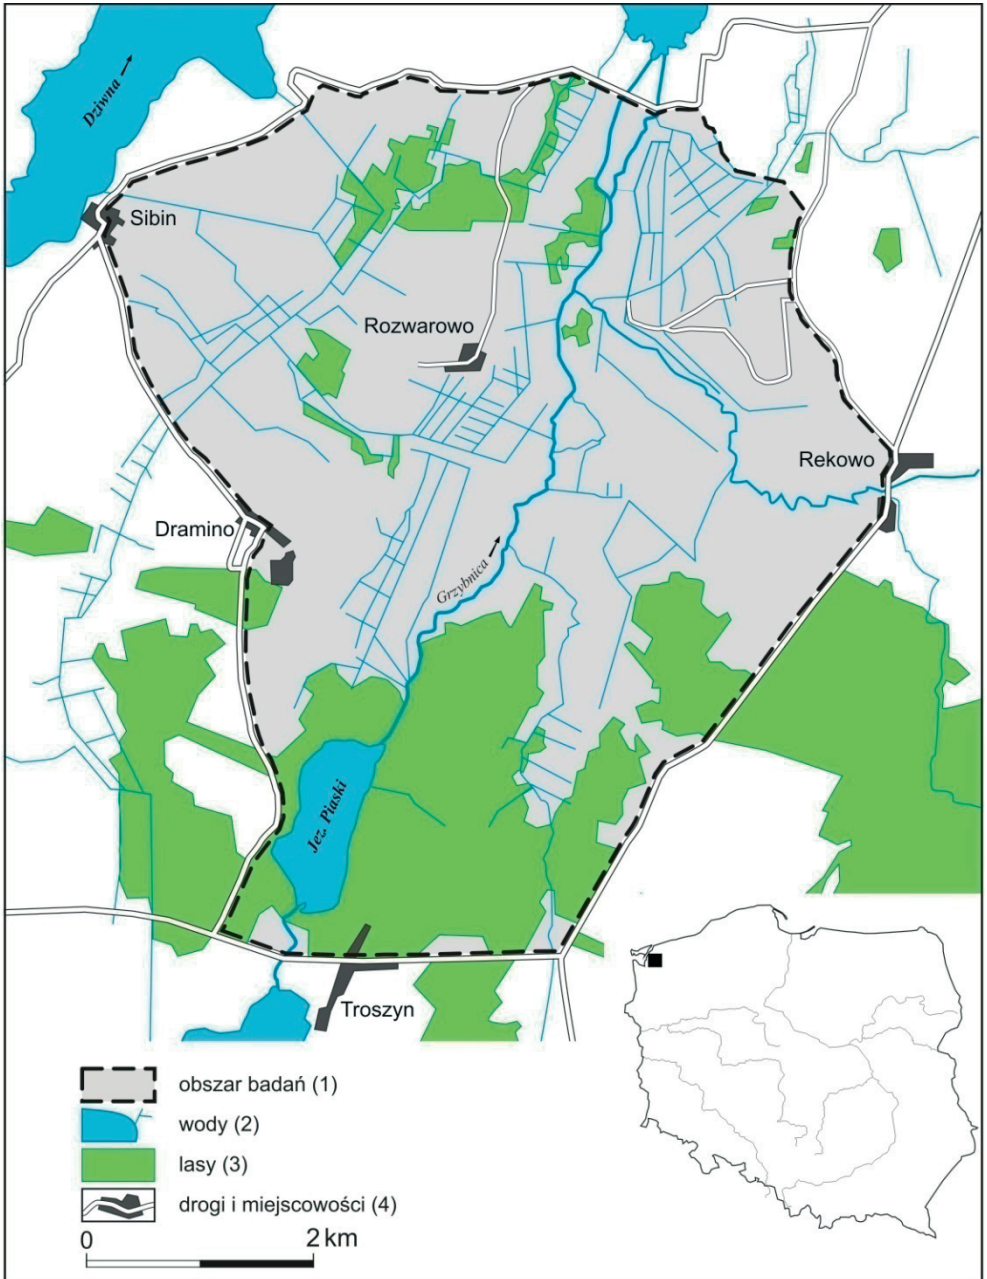 Dziwna
Sibin
Rozwarowo
Rekowo
Dramino
Grzybnica
Jez. Piaski
Troszyn
obszar badań (1)
wody (2)
lasy (3)
drogi i miejscowości (4)
0 2 km